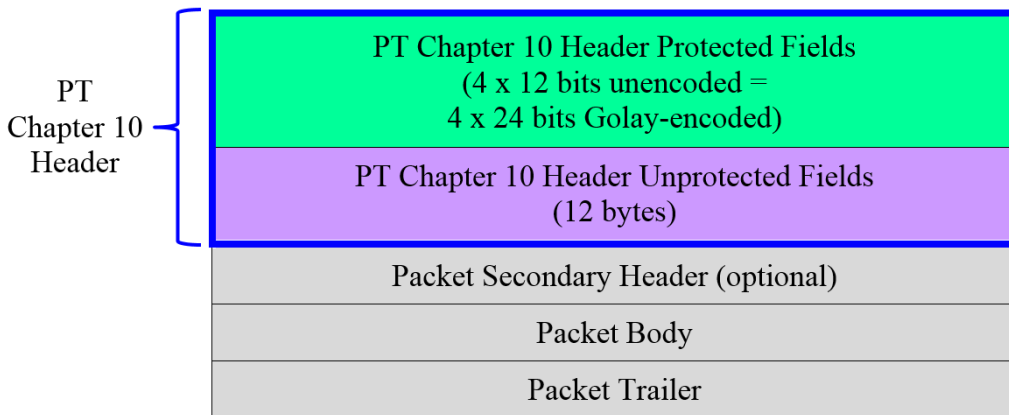 PT Chapter 10 Header Protected Fields
(4 x 12 bits unencoded =
4 x 24 bits Golay-encoded)
PT
Chapter 10
Header
PT Chapter 10 Header Unprotected Fields
(12 bytes)
Packet Secondary Header (optional)
Packet Body
Packet Trailer